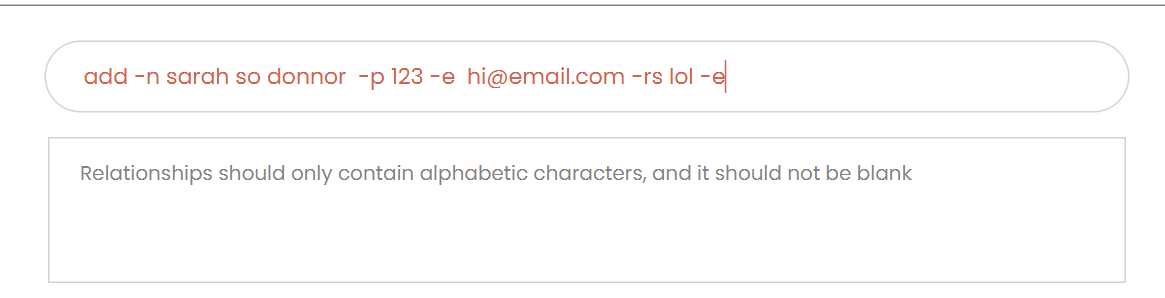 add -n sarah so donnor  -p 123 -e  hi@email.com -rs lol -e
Relationships should only contain alphabetic characters, and it should not be blank